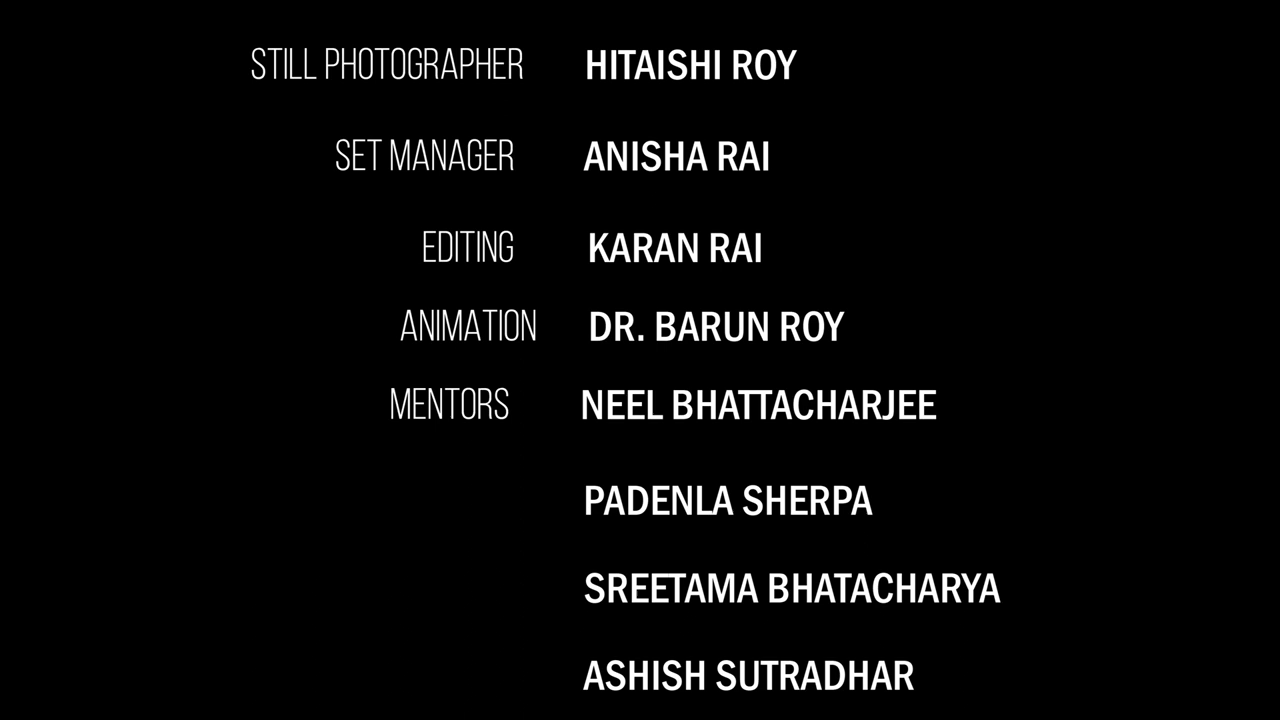 STILL PHOTOGRAPHER HITAISHI ROY
SET MANAGER ANISHA RAI
EDITING KARAN RAI
ANIMATION DR. BARUN ROY
MENTORS NEEL BHATTACHARJEE
PADENLA SHERPA
SREETAMA BHATACHARYA
ASHISH SUTRADHAR